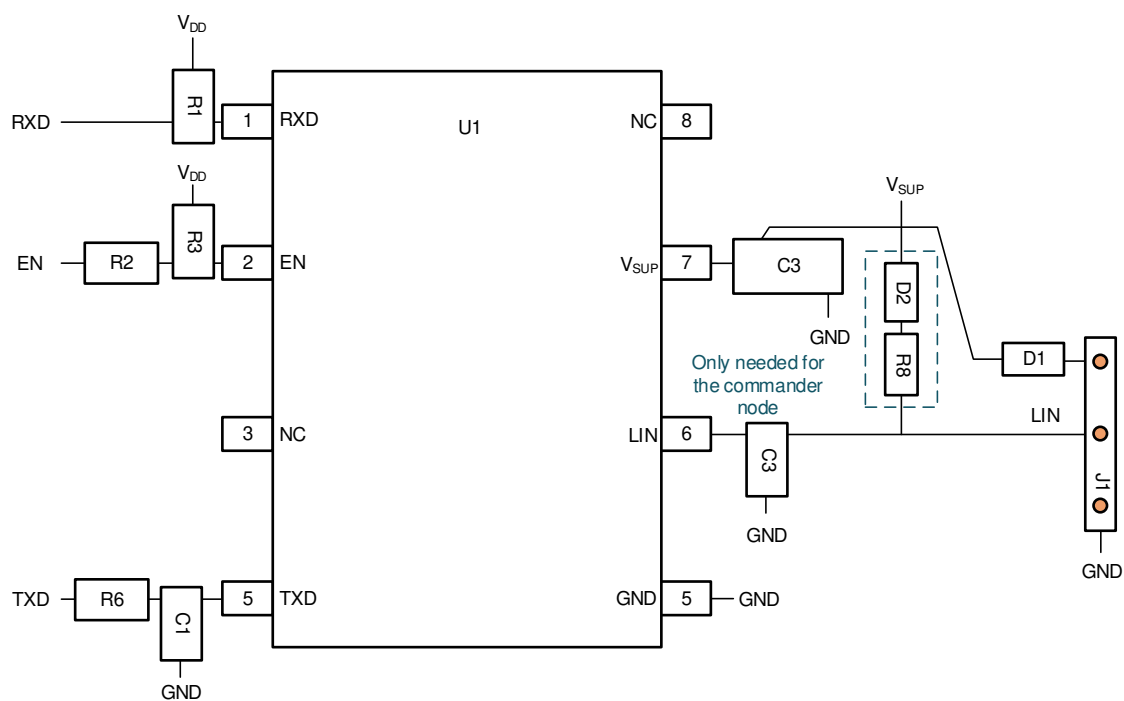 VDD
R1
RXD
1
RXD
U1
NC
8
VDD
R3
EN
R2
2
EN
VSUP
7
C3
GND
VSUP
D2
R8
D1
Only needed for
the commander
node
3
NC
LIN
6
C3
GND
LIN
J1
GND
TXD
R6
C1
GND
5
TXD
GND
5
GND